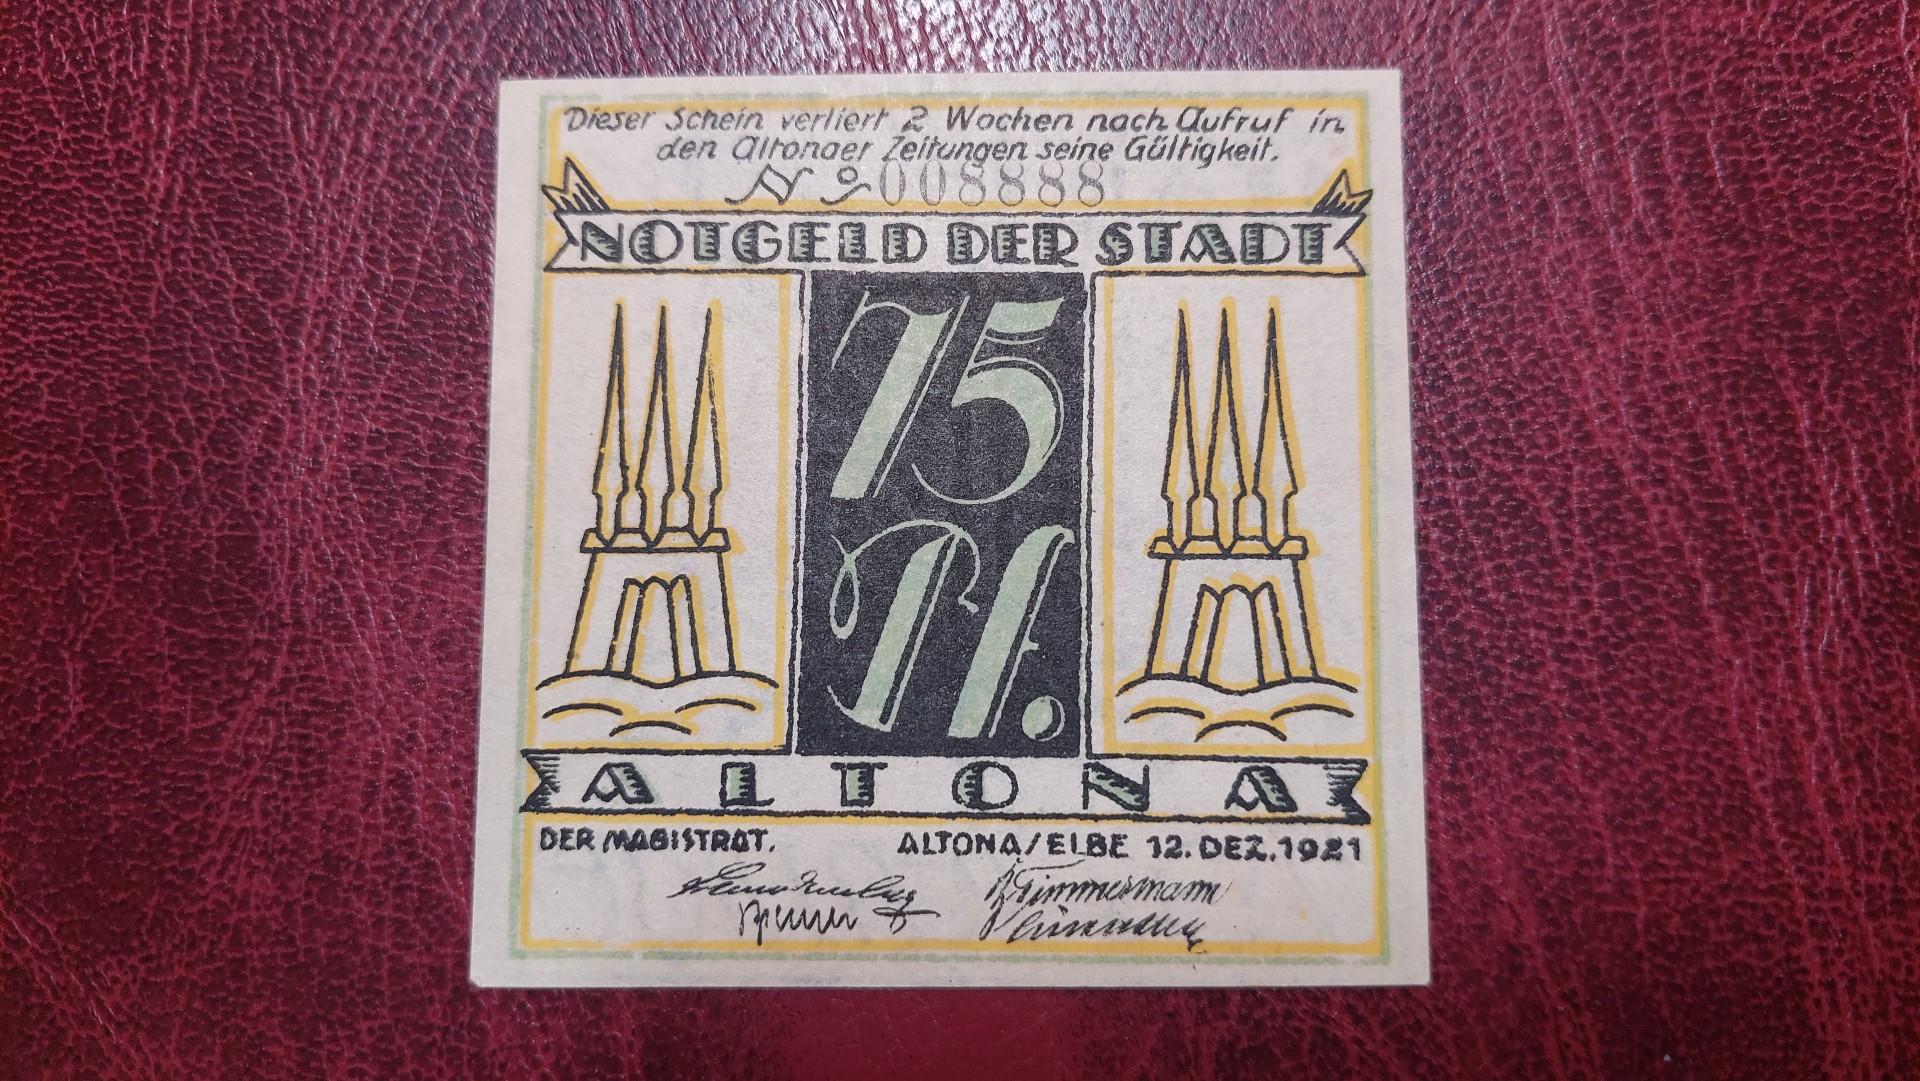 Dieser Schein verliert 2 Wochen nach Aufruf in
den Altonaer Zeitungen seine Gültigkeit.
No 008888
NOTGELD DER STADT
75
Pf.
ALTONA
DER MAGISTRAT. ALTONA/ELBE 12. DEZ. 1921
Timmermann